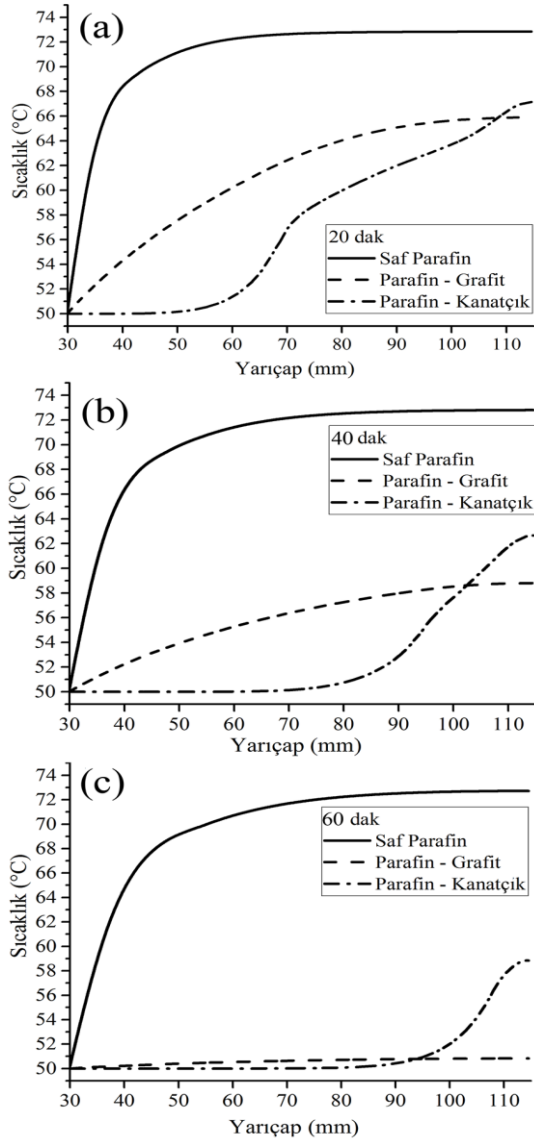 (a)
Sıcaklık (°C)
74
72
70
68
66
64
62
60
58
56
54
52
50
20 dak
Saf Parafin
Parafin - Grafit
Parafin - Kanatçık
30 40 50 60 70 80 90 100 110
Yarıçap (mm)
(b)
Sıcaklık (°C)
74
72
70
68
66
64
62
60
58
56
54
52
50
40 dak
Saf Parafin
Parafin - Grafit
Parafin - Kanatçık
30 40 50 60 70 80 90 100 110
Yarıçap (mm)
(c)
Sıcaklık (°C)
74
72
70
68
66
64
62
60
58
56
54
52
50
60 dak
Saf Parafin
Parafin - Grafit
Parafin - Kanatçık
30 40 50 60 70 80 90 100 110
Yarıçap (mm)